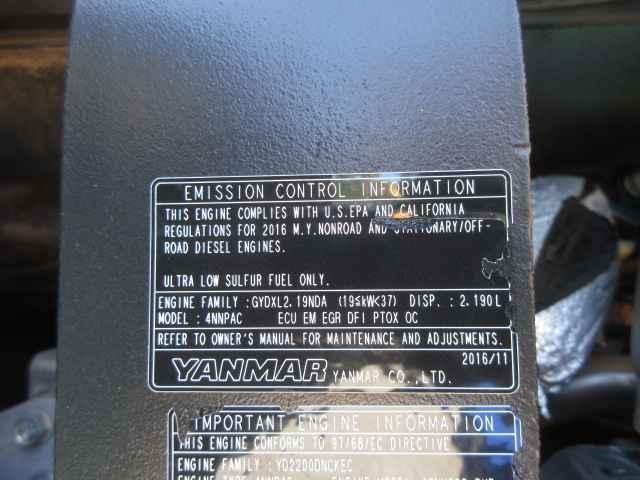 EMISSION CONTROL INFORMATION
THIS ENGINE COMPLIES WITH U.S.EPA AND CALIFORNIA
REGULATIONS FOR 2016 M.Y.NONROAD AND STATIONARY/OFF-
ROAD DIESEL ENGINES.
ULTRA LOW SULFUR FUEL ONLY.
ENGINE FAMILY :GYDXL2.19NDA (19≤kW<37) DISP. :2.190L
MODEL :4NNPAC ECU EM EGR DFI PTOX OC
REFER TO OWNER'S MANUAL FOR MAINTENANCE AND ADJUSTMENTS.
2016/11
YANMAR YANMAR CO.,LTD.
IMPORTANT ENGINE INFORMATION
THIS ENGINE CONFORMS TO 97/68/EC DIRECTIVE
ENGINE FAMILY :YD2200DNCKEC